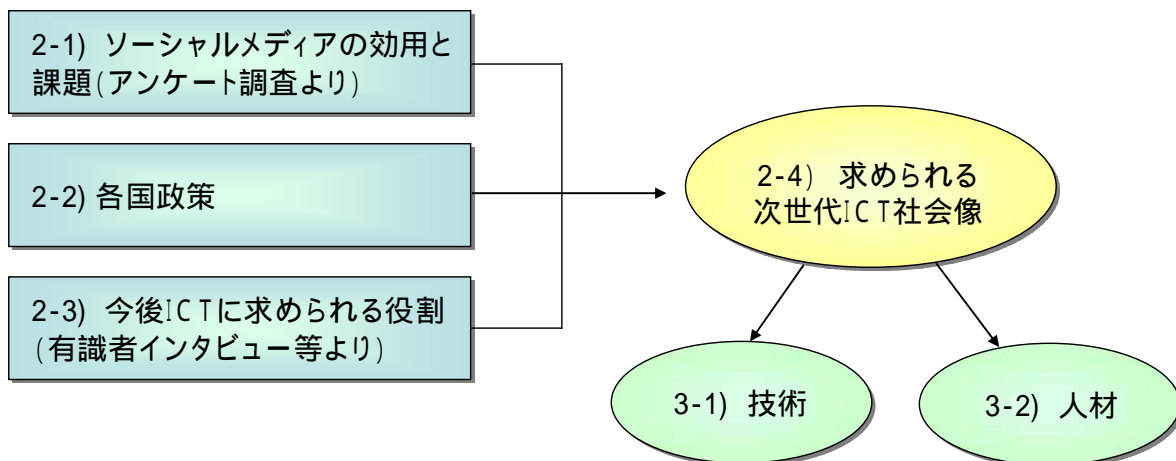 2-1) ソーシャルメディアの効用と
課題(アンケート調査より)
2-2) 各国政策
2-3) 今後ICTに求められる役割
(有識者インタビュー等より)
2-4) 求められる
次世代ICT社会像
3-1) 技術
3-2) 人材